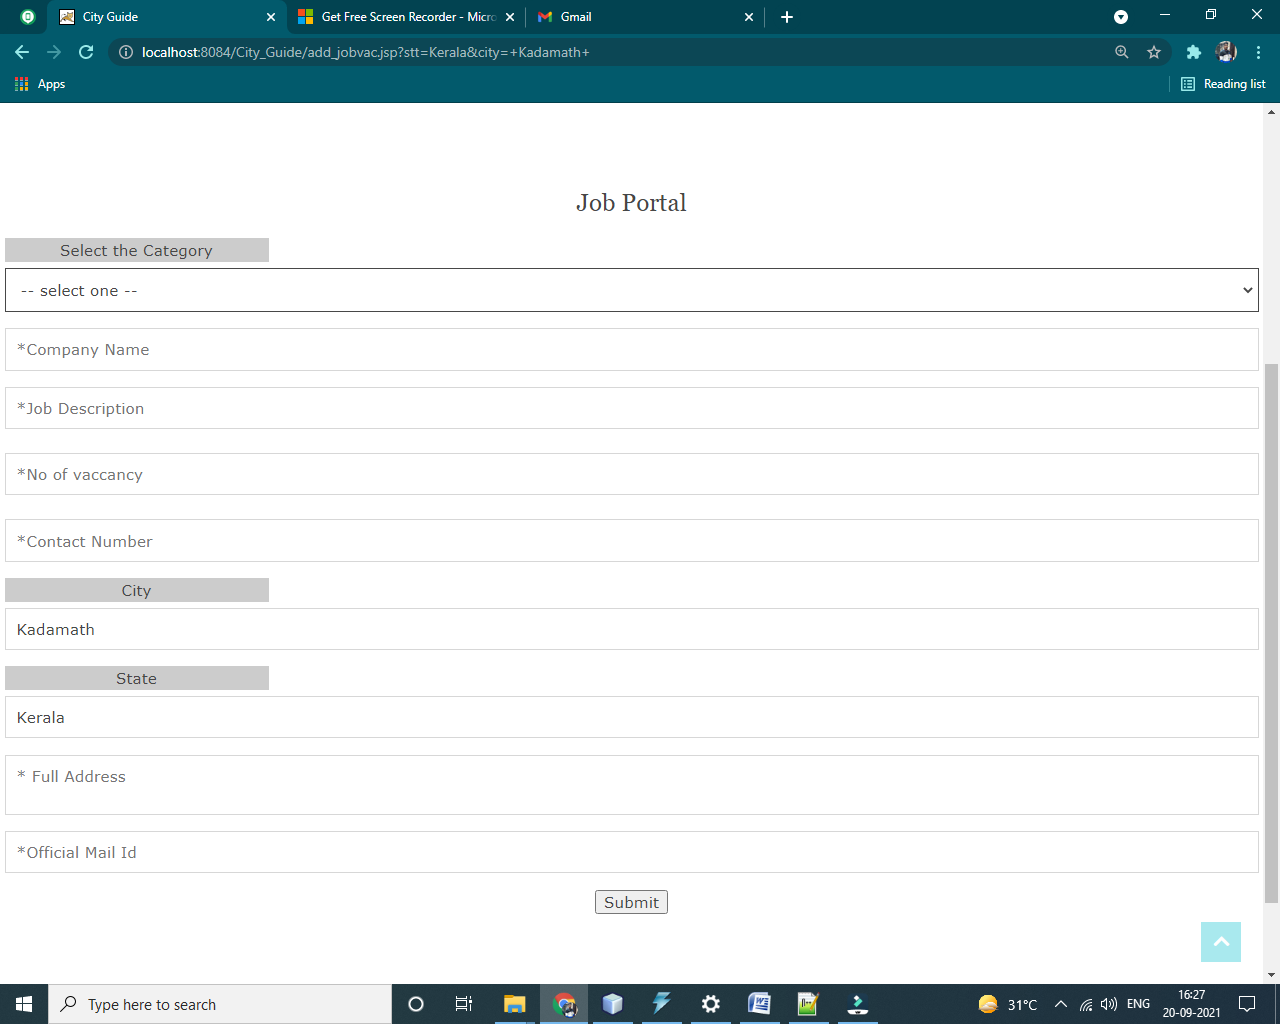 City Guide
Get Free Screen Recorder - Micro
Gmail
localhost:8084/City_Guide/add_jobvac.jsp?stt=Kerala&city=+Kadamath+
Apps
Reading list
Job Portal
Select the Category
-- select one --
*Company Name
*Job Description
*No of vaccancy
*Contact Number
City
Kadamath
State
Kerala
* Full Address
*Official Mail Id
Submit
Type here to search
31°C
ENG
16:27
20-09-2021